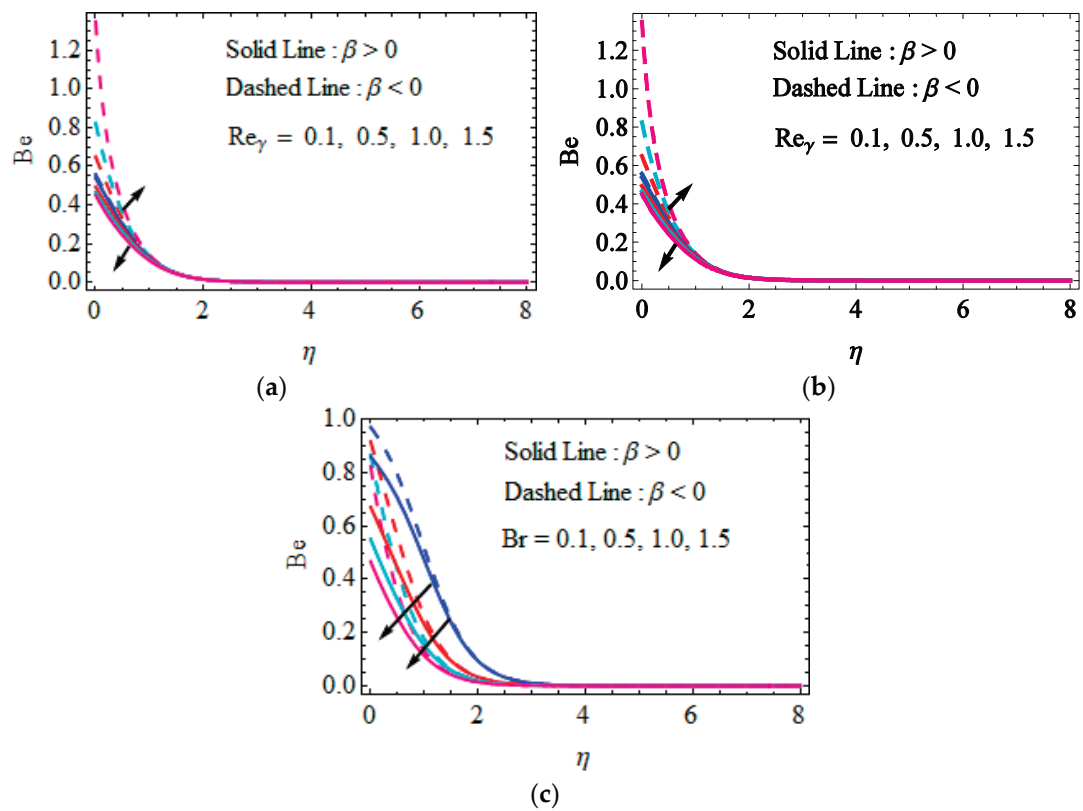 1.2
1.0
0.8
0.6
0.4
0.2
0.0
Be
Solid Line : β > 0
Dashed Line : β < 0
Reγ = 0.1, 0.5, 1.0, 1.5
0 2 4 6 8
η
(a)
1.2
1.0
0.8
0.6
0.4
0.2
0.0
Be
Solid Line : β > 0
Dashed Line : β < 0
Reγ = 0.1, 0.5, 1.0, 1.5
0 2 4 6 8
η
(b)
1.0
0.8
0.6
0.4
0.2
0.0
Be
Solid Line : β > 0
Dashed Line : β < 0
Br = 0.1, 0.5, 1.0, 1.5
0 2 4 6 8
η
(c)